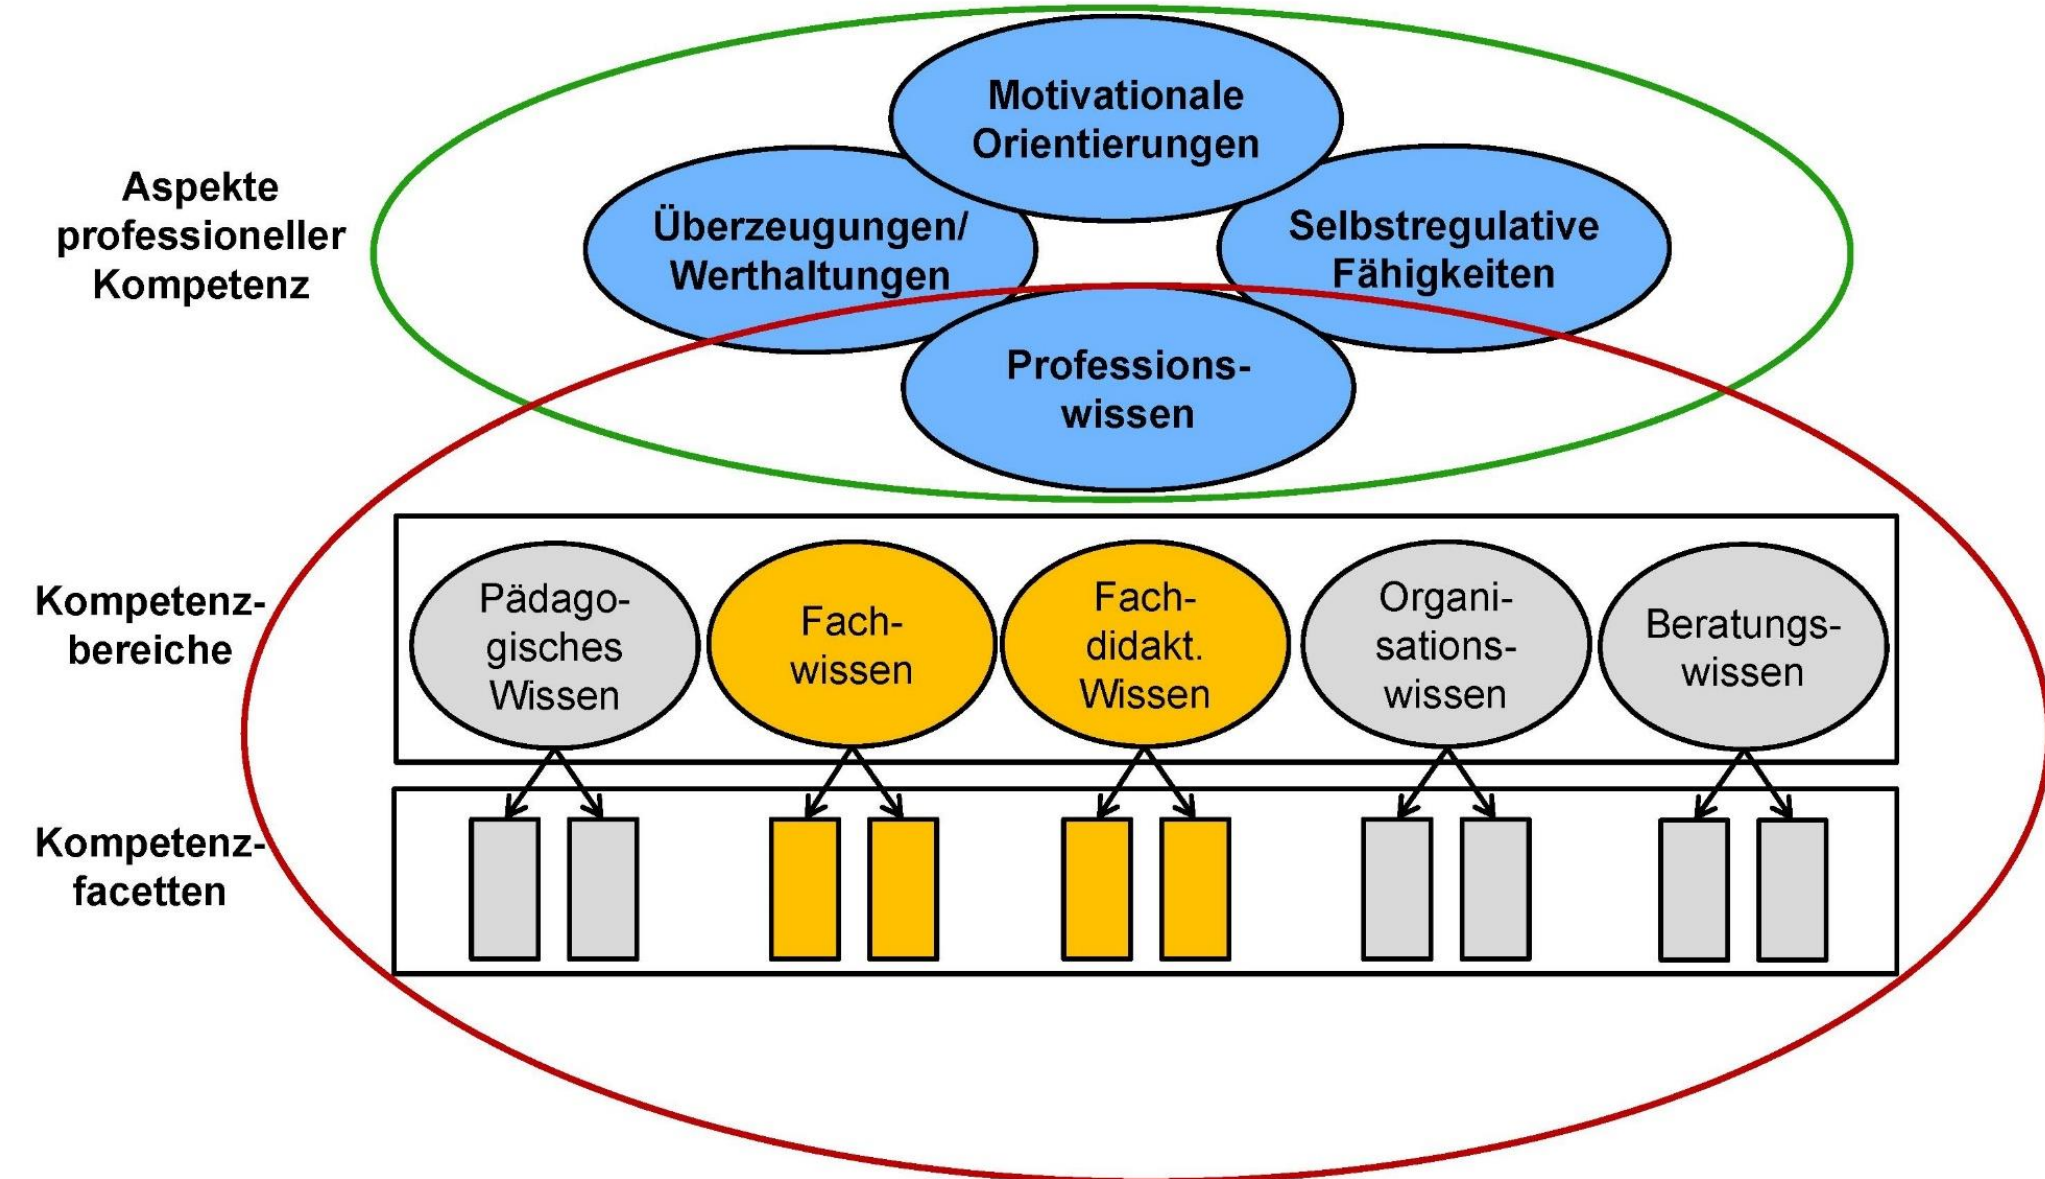 Motivationale
Orientierungen
Aspekte
professioneller
Kompetenz
Überzeugungen/
Werthaltungen
Selbstregulative
Fähigkeiten
Professions-
wissen
Kompetenz-
bereiche
Pädago-
gisches
Wissen
Fach-
wissen
Fach-
didakt.
Wissen
Organi-
sations-
wissen
Beratungs-
wissen
Kompetenz-
facetten